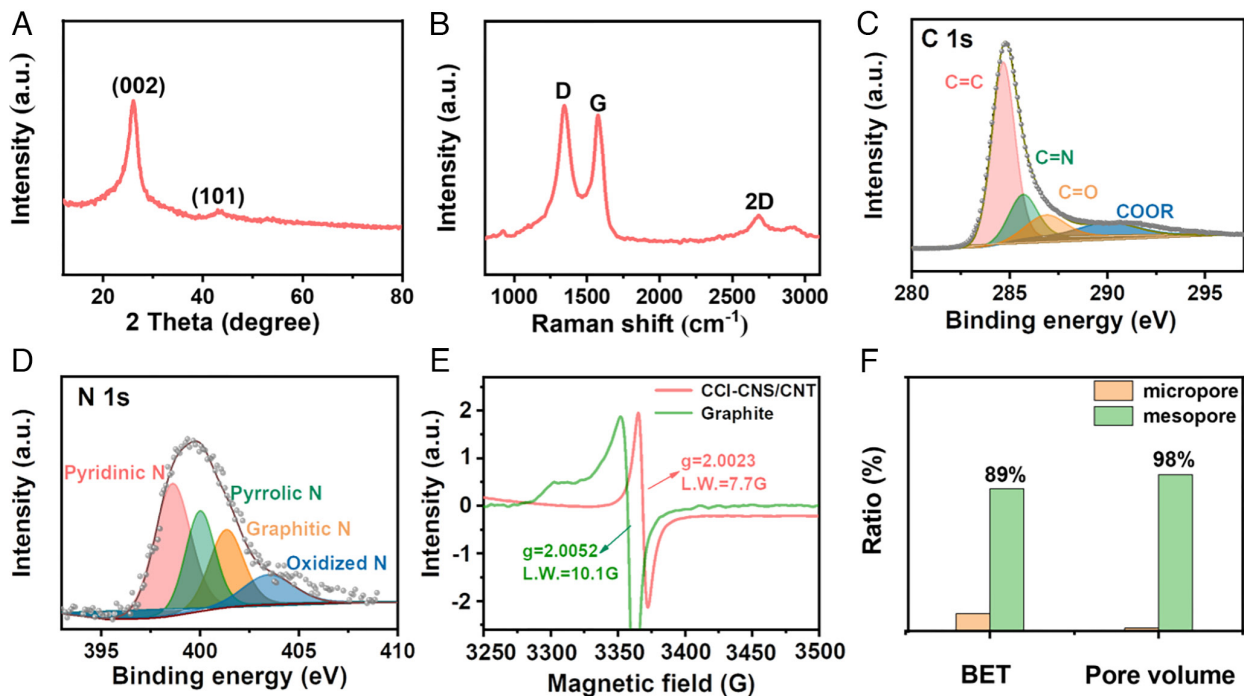 A
Intensity (a.u.)
(002)
(101)
20
40
60
80
2 Theta (degree)
B
Intensity (a.u.)
D
G
2D
1000
1500
2000
2500
3000
Raman shift (cm⁻¹)
C
C 1s
Intensity (a.u.)
C=C
C=N
C=O
COOR
280
285
290
295
Binding energy (eV)
D
N 1s
Intensity (a.u.)
Pyridinic N
Pyrrolic N
Graphitic N
Oxidized N
395
400
405
410
Binding energy (eV)
E
Intensity (a.u.)
2
1
0
-1
-2
CCI-CNS/CNT
Graphite
g=2.0023
L.W.=7.7G
g=2.0052
L.W.=10.1G
3250
3300
3350
3400
3450
3500
Magnetic field (G)
F
Ratio (%)
micropore
mesopore
89%
98%
BET
Pore volume